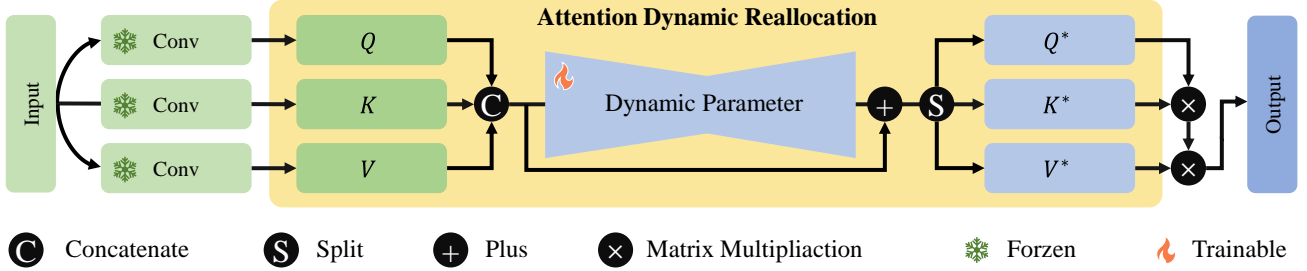 Attention Dynamic Reallocation
Input
Conv
Q
Q*
Conv
K
C
Dynamic Parameter
+
S
K*
×
Output
Conv
V
V*
×
C Concatenate
S Split
+ Plus
× Matrix Multipliaction
Forzen
Trainable